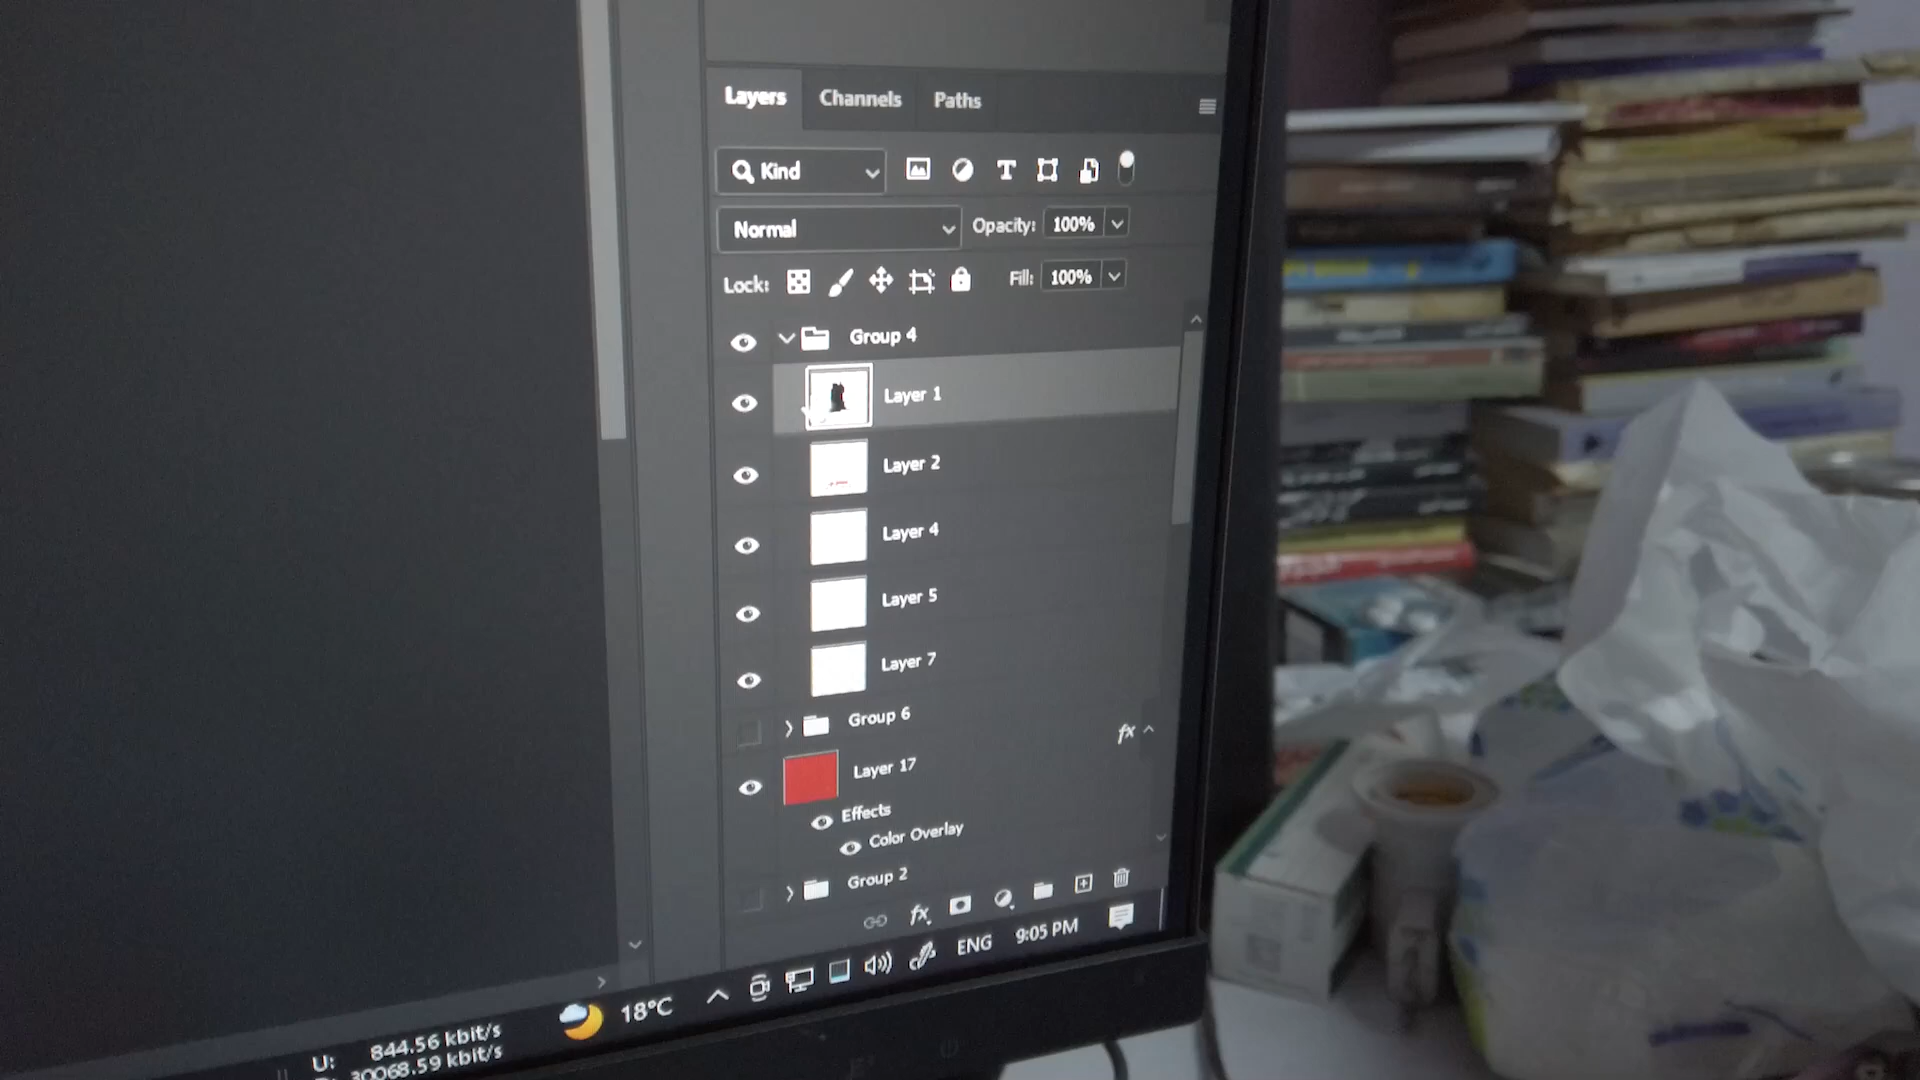 Layers Channels Paths
Kind
Normal Opacity: 100%
Lock: Fill: 100%
Group 4
Layer 1
Layer 2
Layer 4
Layer 5
Layer 7
Group 6 fx
Layer 17
Effects
Color Overlay
Group 2
fx
18°C ENG 9:05 PM
U: 844.56 kbit/s
30068.59 kbit/s